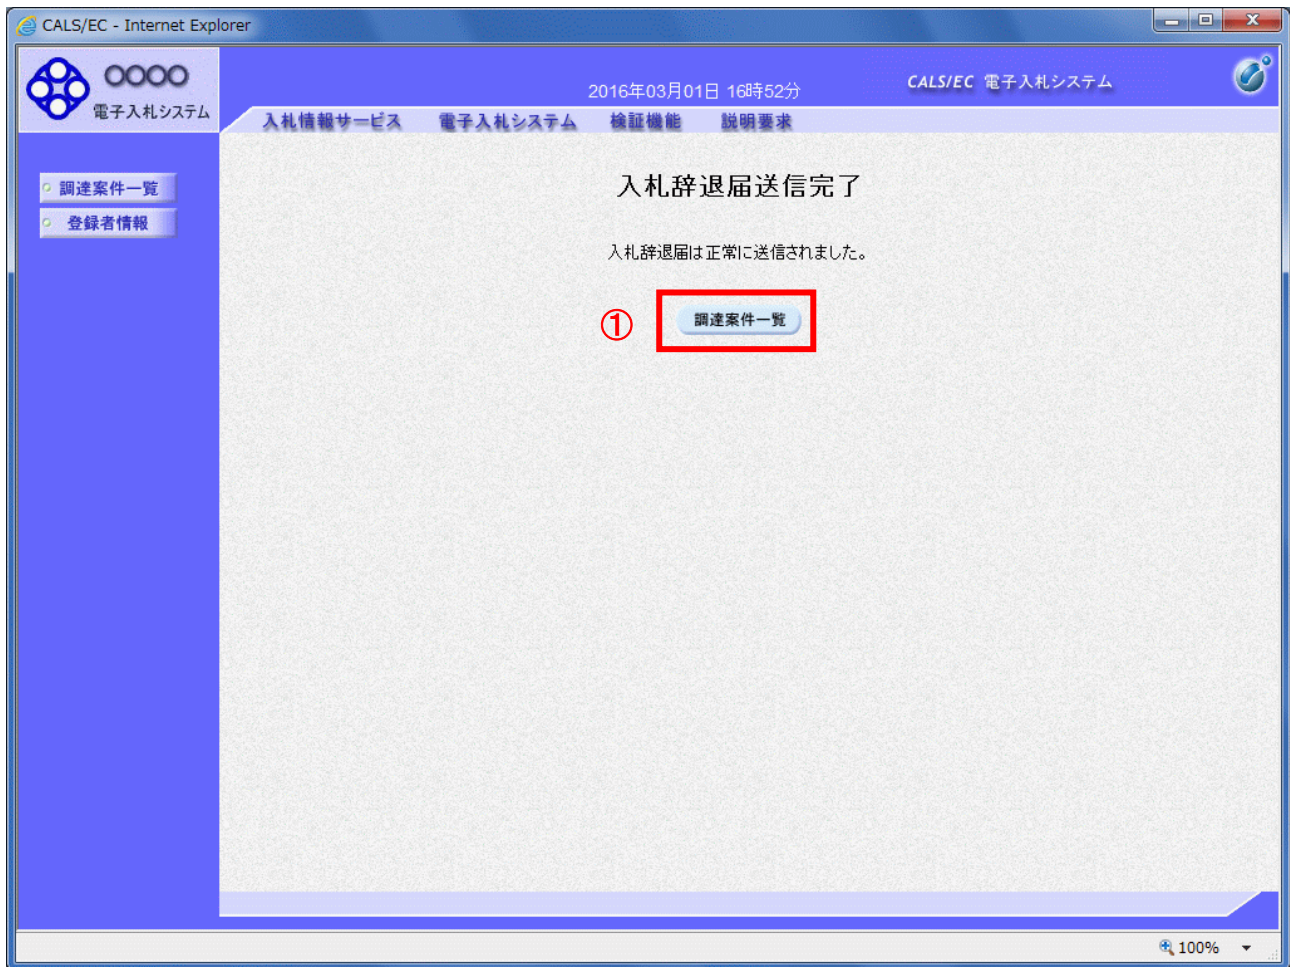 CALS/EC - Internet Explorer
○○○○
電子入札システム
2016年03月01日 16時52分
CALS/EC 電子入札システム
入札情報サービス 電子入札システム 検証機能 説明要求
調達案件一覧
登録者情報
入札辞退届送信完了
入札辞退届は正常に送信されました。
① 調達案件一覧
100%